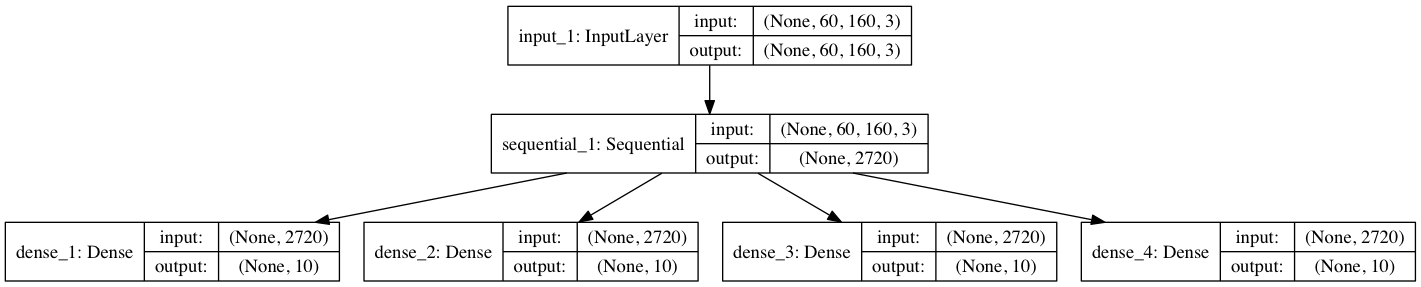 input_1: InputLayer
input: (None, 60, 160, 3)
output: (None, 60, 160, 3)
sequential_1: Sequential
input: (None, 60, 160, 3)
output: (None, 2720)
dense_1: Dense
input: (None, 2720)
output: (None, 10)
dense_2: Dense
input: (None, 2720)
output: (None, 10)
dense_3: Dense
input: (None, 2720)
output: (None, 10)
dense_4: Dense
input: (None, 2720)
output: (None, 10)